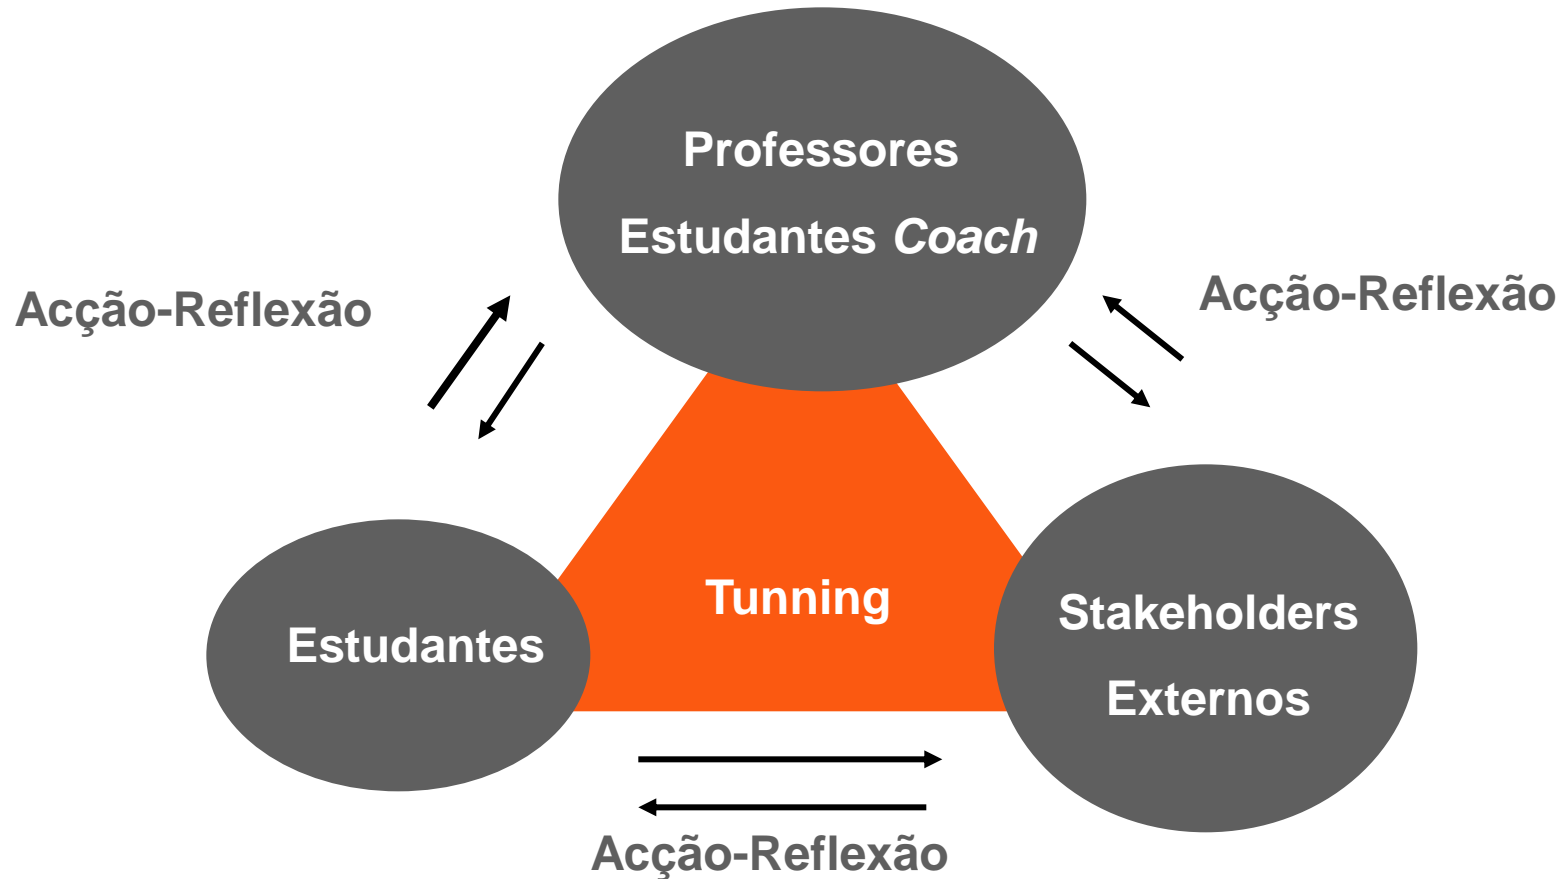 Professores
Estudantes Coach
Acção-Reflexão
Acção-Reflexão
Tunning
Estudantes
Stakeholders
Externos
Acção-Reflexão